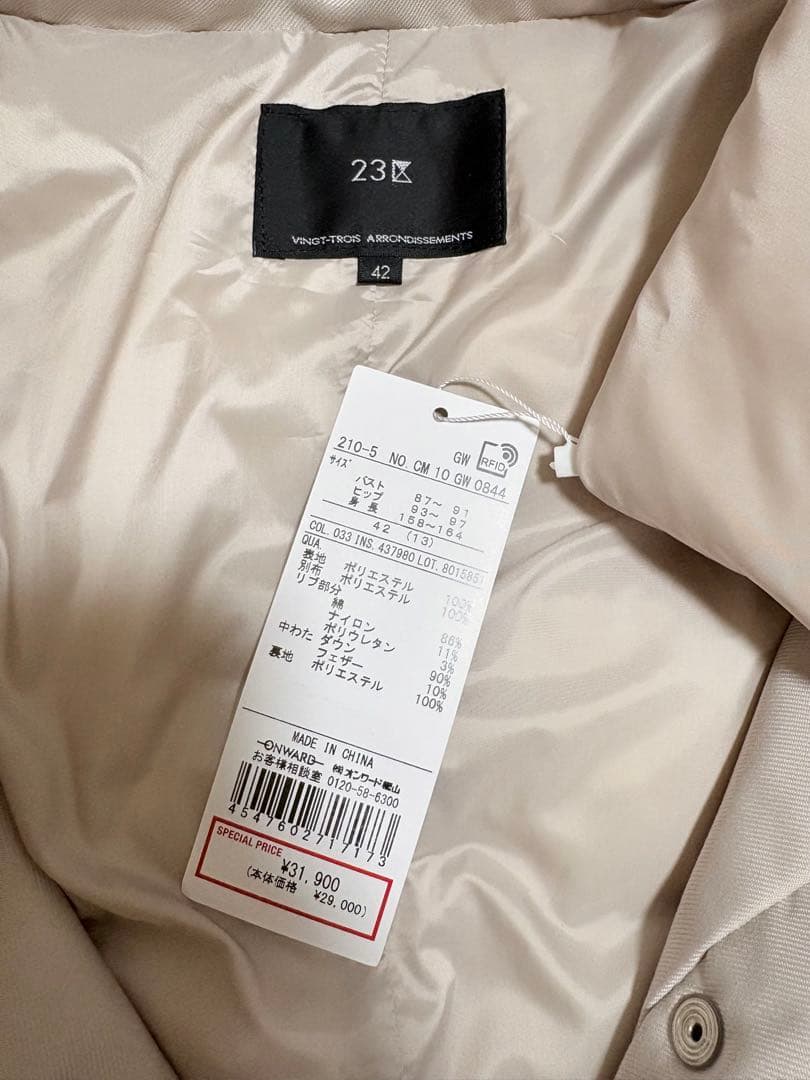 23区
VINGT-TROIS ARRONDISSEMENTS
42
GW RFID
210-5 NO. CM 10 GW 0844
サイズ
バスト 87~ 91
ヒップ 93~ 97
身長 158~164
42 (13)
COL. 033 INS. 437980 LOT. 801585
QUA.
表地 ポリエステル 100%
別布 ポリエステル 100%
リブ部分
綿 86%
ナイロン 11%
ポリウレタン 3%
中わた ダウン 90%
フェザー 10%
裏地 ポリエステル 100%
MADE IN CHINA
ONWARD ㈱オンワード樫山
お客様相談室 0120-58-6300
4547602717173
SPECIAL PRICE
¥31,900
(本体価格 ¥29,000)